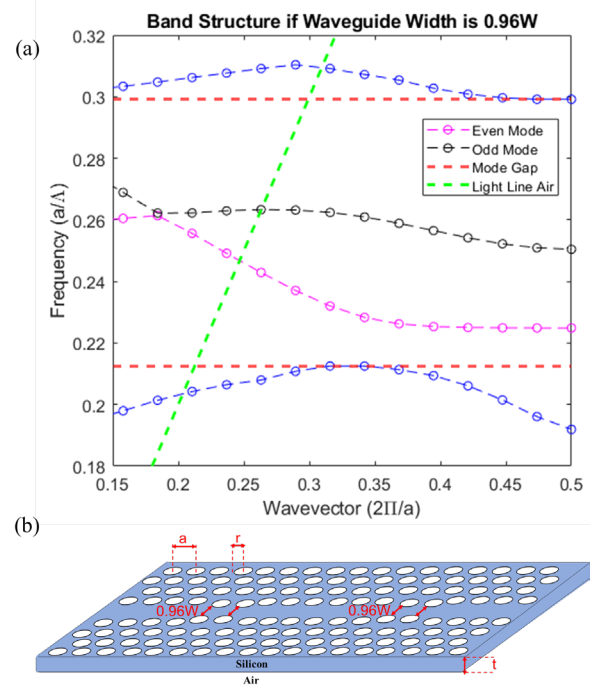 (a)
Band Structure if Waveguide Width is 0.96W
Frequency (a/Λ)
0.32
0.3
0.28
0.26
0.24
0.22
0.2
0.18
Even Mode
Odd Mode
Mode Gap
Light Line Air
0.15 0.2 0.25 0.3 0.35 0.4 0.45 0.5
Wavevector (2Π/a)
(b)
a r
0.96W 0.96W
Silicon t
Air